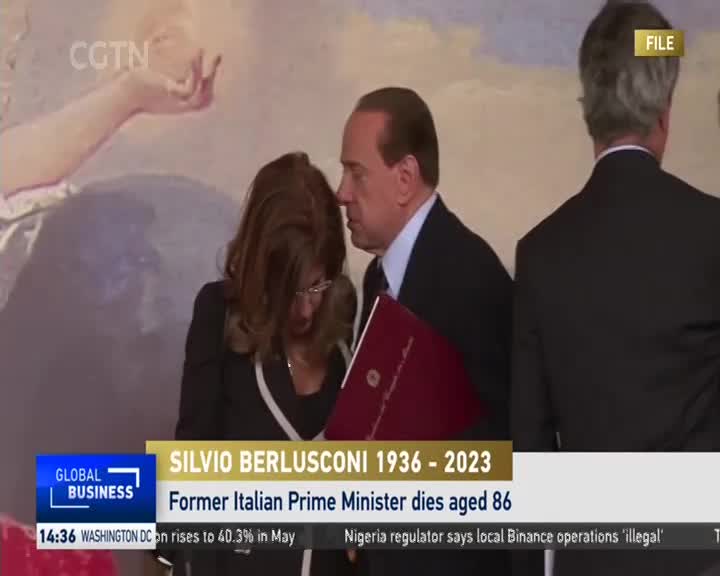 CGTN
FILE
SILVIO BERLUSCONI 1936 - 2023
GLOBAL
BUSINESS
Former Italian Prime Minister dies aged 86
14:36 WASHINGTON DC
on rises to 40.3% in May Nigeria regulator says local Binance operations 'illegal'